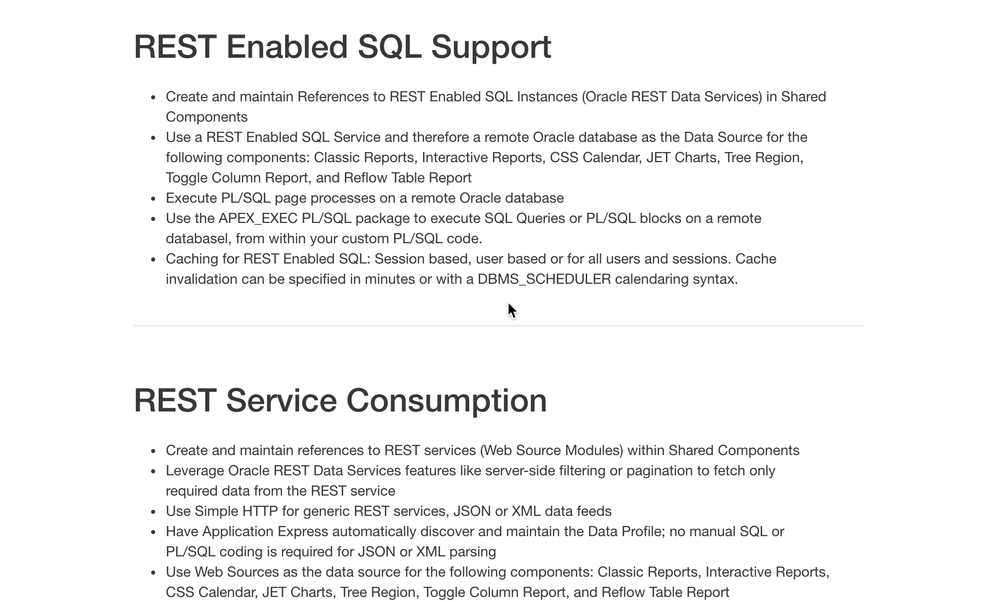 REST Enabled SQL Support
Create and maintain References to REST Enabled SQL Instances (Oracle REST Data Services) in Shared
Components
Use a REST Enabled SQL Service and therefore a remote Oracle database as the Data Source for the
following components: Classic Reports, Interactive Reports, CSS Calendar, JET Charts, Tree Region,
Toggle Column Report, and Reflow Table Report
Execute PL/SQL page processes on a remote Oracle database
Use the APEX_EXEC PL/SQL package to execute SQL Queries or PL/SQL blocks on a remote
databasel, from within your custom PL/SQL code.
Caching for REST Enabled SQL: Session based, user based or for all users and sessions. Cache
invalidation can be specified in minutes or with a DBMS_SCHEDULER calendaring syntax.
REST Service Consumption
Create and maintain references to REST services (Web Source Modules) within Shared Components
Leverage Oracle REST Data Services features like server-side filtering or pagination to fetch only
required data from the REST service
Use Simple HTTP for generic REST services, JSON or XML data feeds
Have Application Express automatically discover and maintain the Data Profile; no manual SQL or
PL/SQL coding is required for JSON or XML parsing
Use Web Sources as the data source for the following components: Classic Reports, Interactive Reports,
CSS Calendar, JET Charts, Tree Region, Toggle Column Report, and Reflow Table Report